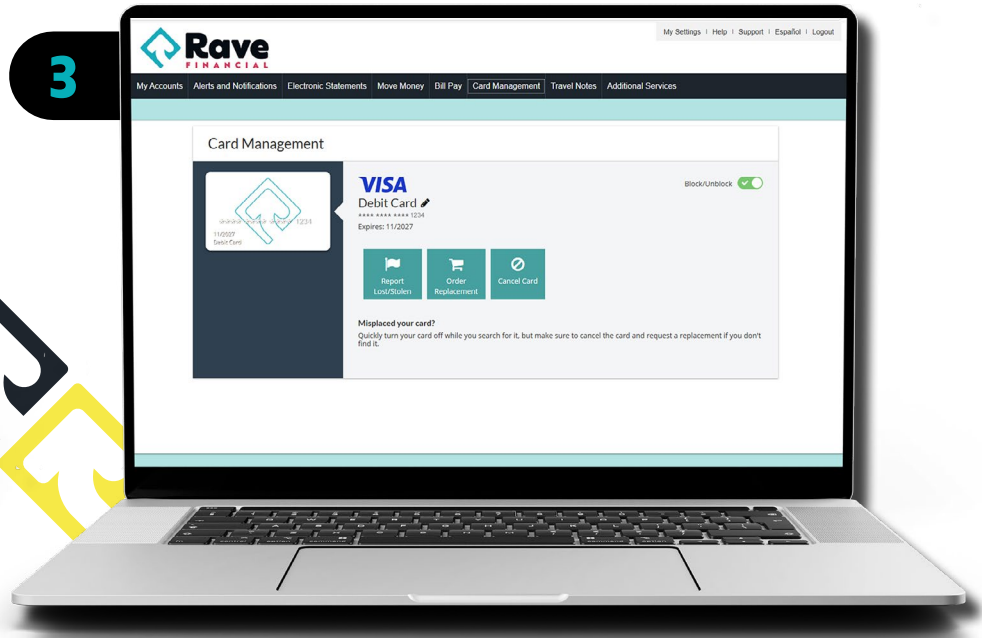 3
Rave
FINANCIAL
My Settings | Help | Support | Español | Logout
My Accounts Alerts and Notifications Electronic Statements Move Money Bill Pay Card Management Travel Notes Additional Services
Card Management
**** **** **** 1234
11/2027
Debit Card
VISA
Debit Card
**** **** **** 1234
Expires: 11/2027
Block/Unblock
Report
Lost/Stolen
Order
Replacement
Cancel Card
Misplaced your card?
Quickly turn your card off while you search for it, but make sure to cancel the card and request a replacement if you don't
find it.